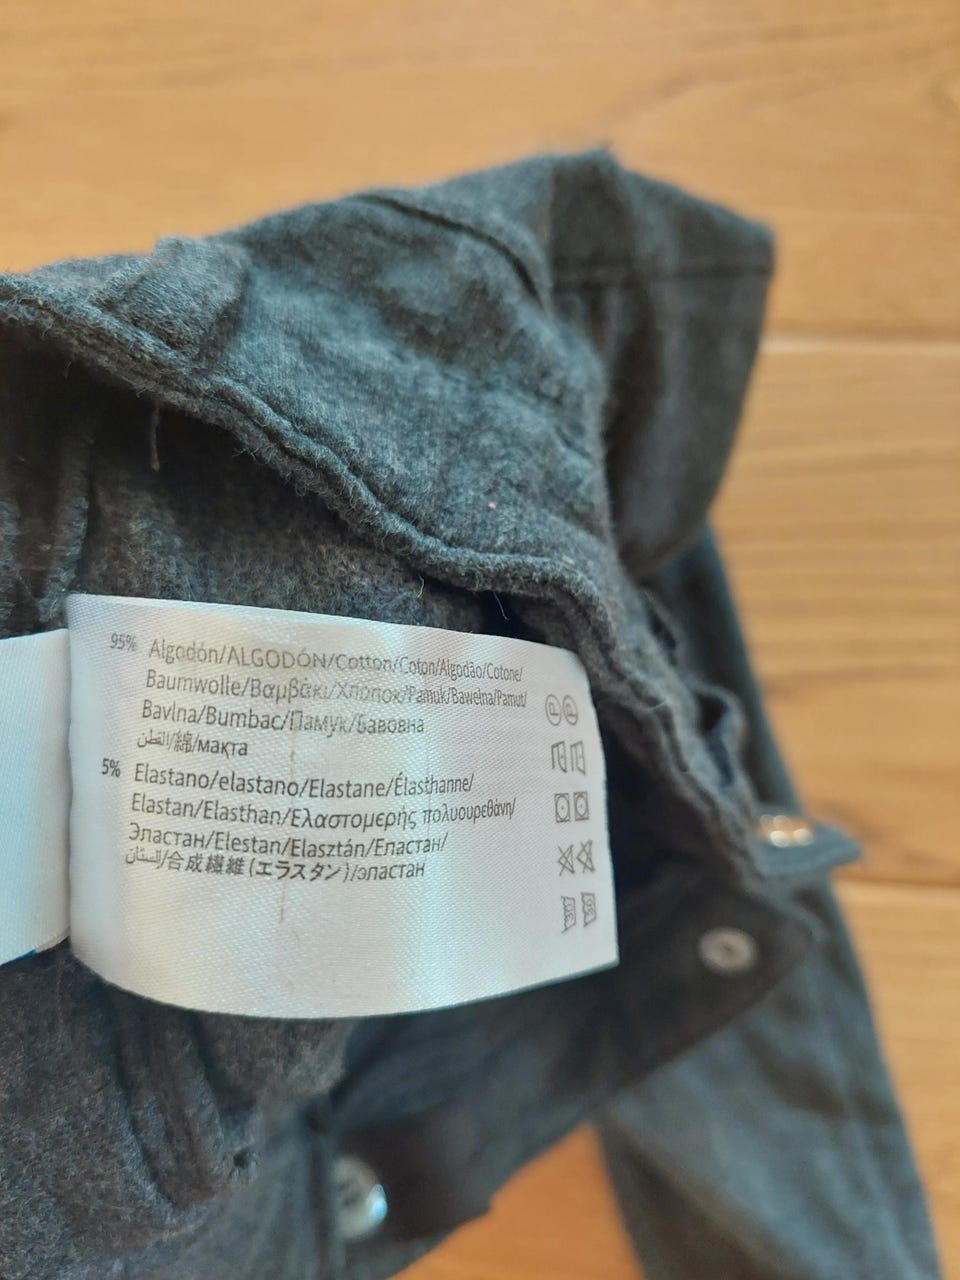 95% Algodón/ALGODÓN/Cotton/Coton/Algodão/Cotone/
Baumwolle/Βαμβάκι/Хлопок/Pamuk/Bawełna/Pamut/
Bavlna/Bumbac/Памук/Бавовна
القطن/綿/мақта
5% Elastano/elastano/Elastane/Élasthanne/
Elastan/Elasthan/Ελαστομερής πολυουρεθάνη/
Эластан/Elestan/Elasztán/Еластан/
إلستان/合成繊維 (エラスタン)/эластан